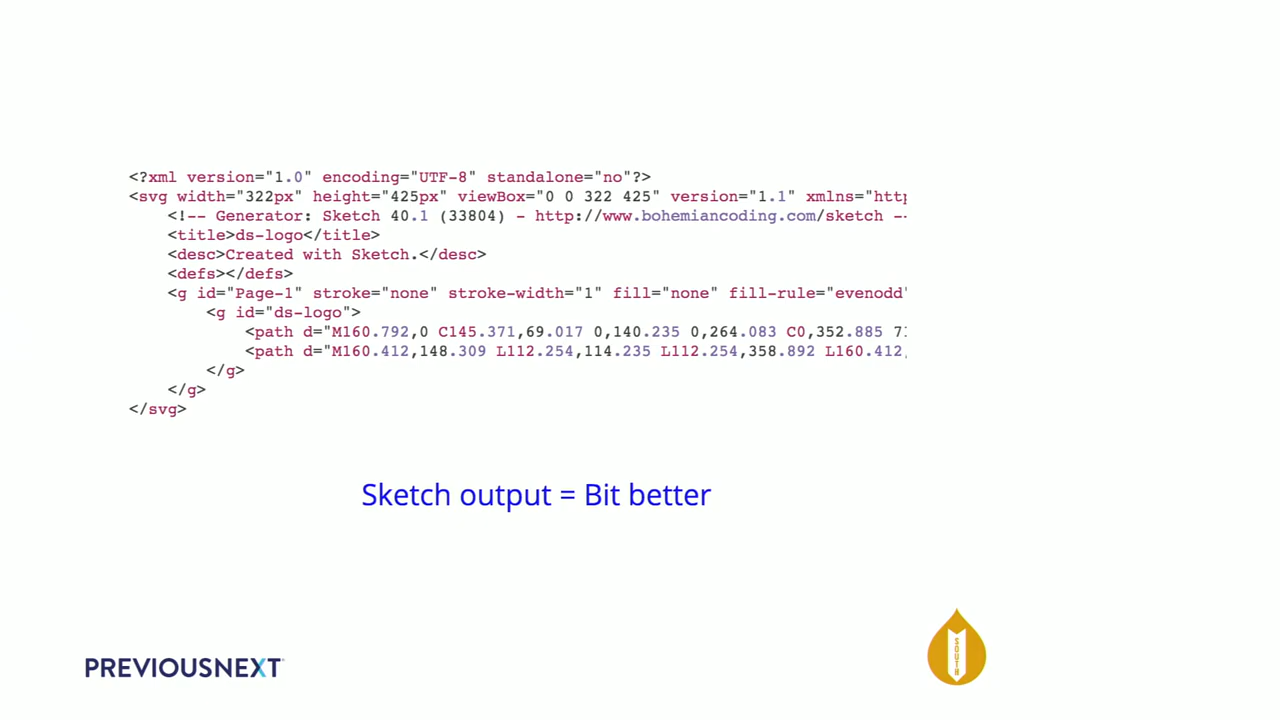 <?xml version="1.0" encoding="UTF-8" standalone="no"?>
<svg width="322px" height="425px" viewBox="0 0 322 425" version="1.1" xmlns="http
<!-- Generator: Sketch 40.1 (33804) - http://www.bohemiancoding.com/sketch --
<title>ds-logo</title>
<desc>Created with Sketch.</desc>
<defs></defs>
<g id="Page-1" stroke="none" stroke-width="1" fill="none" fill-rule="evenodd"
<g id="ds-logo">
<path d="M160.792,0 C145.371,69.017 0,140.235 0,264.083 C0,352.885 71
<path d="M160.412,148.309 L112.254,114.235 L112.254,358.892 L160.412,
</g>
</g>
</svg>
Sketch output = Bit better
PREVIOUSNEXT
SOUTH